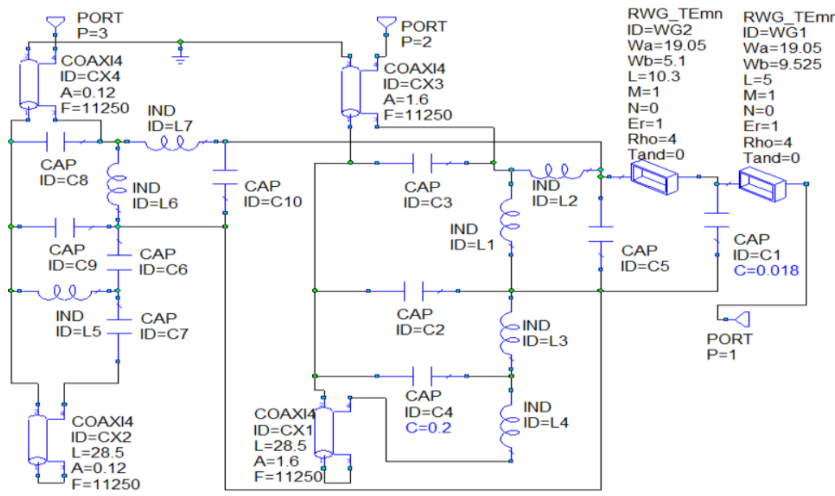 PORT
P=3
COAXI4
ID=CX4
A=0.12
F=11250
PORT
P=2
COAXI4
ID=CX3
A=1.6
F=11250
RWG_TEmn
ID=WG2
Wa=19.05
Wb=5.1
L=10.3
M=1
N=0
Er=1
Rho=4
Tand=0
RWG_TEmn
ID=WG1
Wa=19.05
Wb=9.525
L=5
M=1
N=0
Er=1
Rho=4
Tand=0
IND
ID=L7
CAP
ID=C8
IND
ID=L6
CAP
ID=C10
CAP
ID=C3
IND
ID=L2
IND
ID=L1
CAP
ID=C9
CAP
ID=C6
CAP
ID=C5
CAP
ID=C1
C=0.018
IND
ID=L5
CAP
ID=C7
CAP
ID=C2
IND
ID=L3
PORT
P=1
CAP
ID=C4
C=0.2
IND
ID=L4
COAXI4
ID=CX2
L=28.5
A=0.12
F=11250
COAXI4
ID=CX1
L=28.5
A=1.6
F=11250